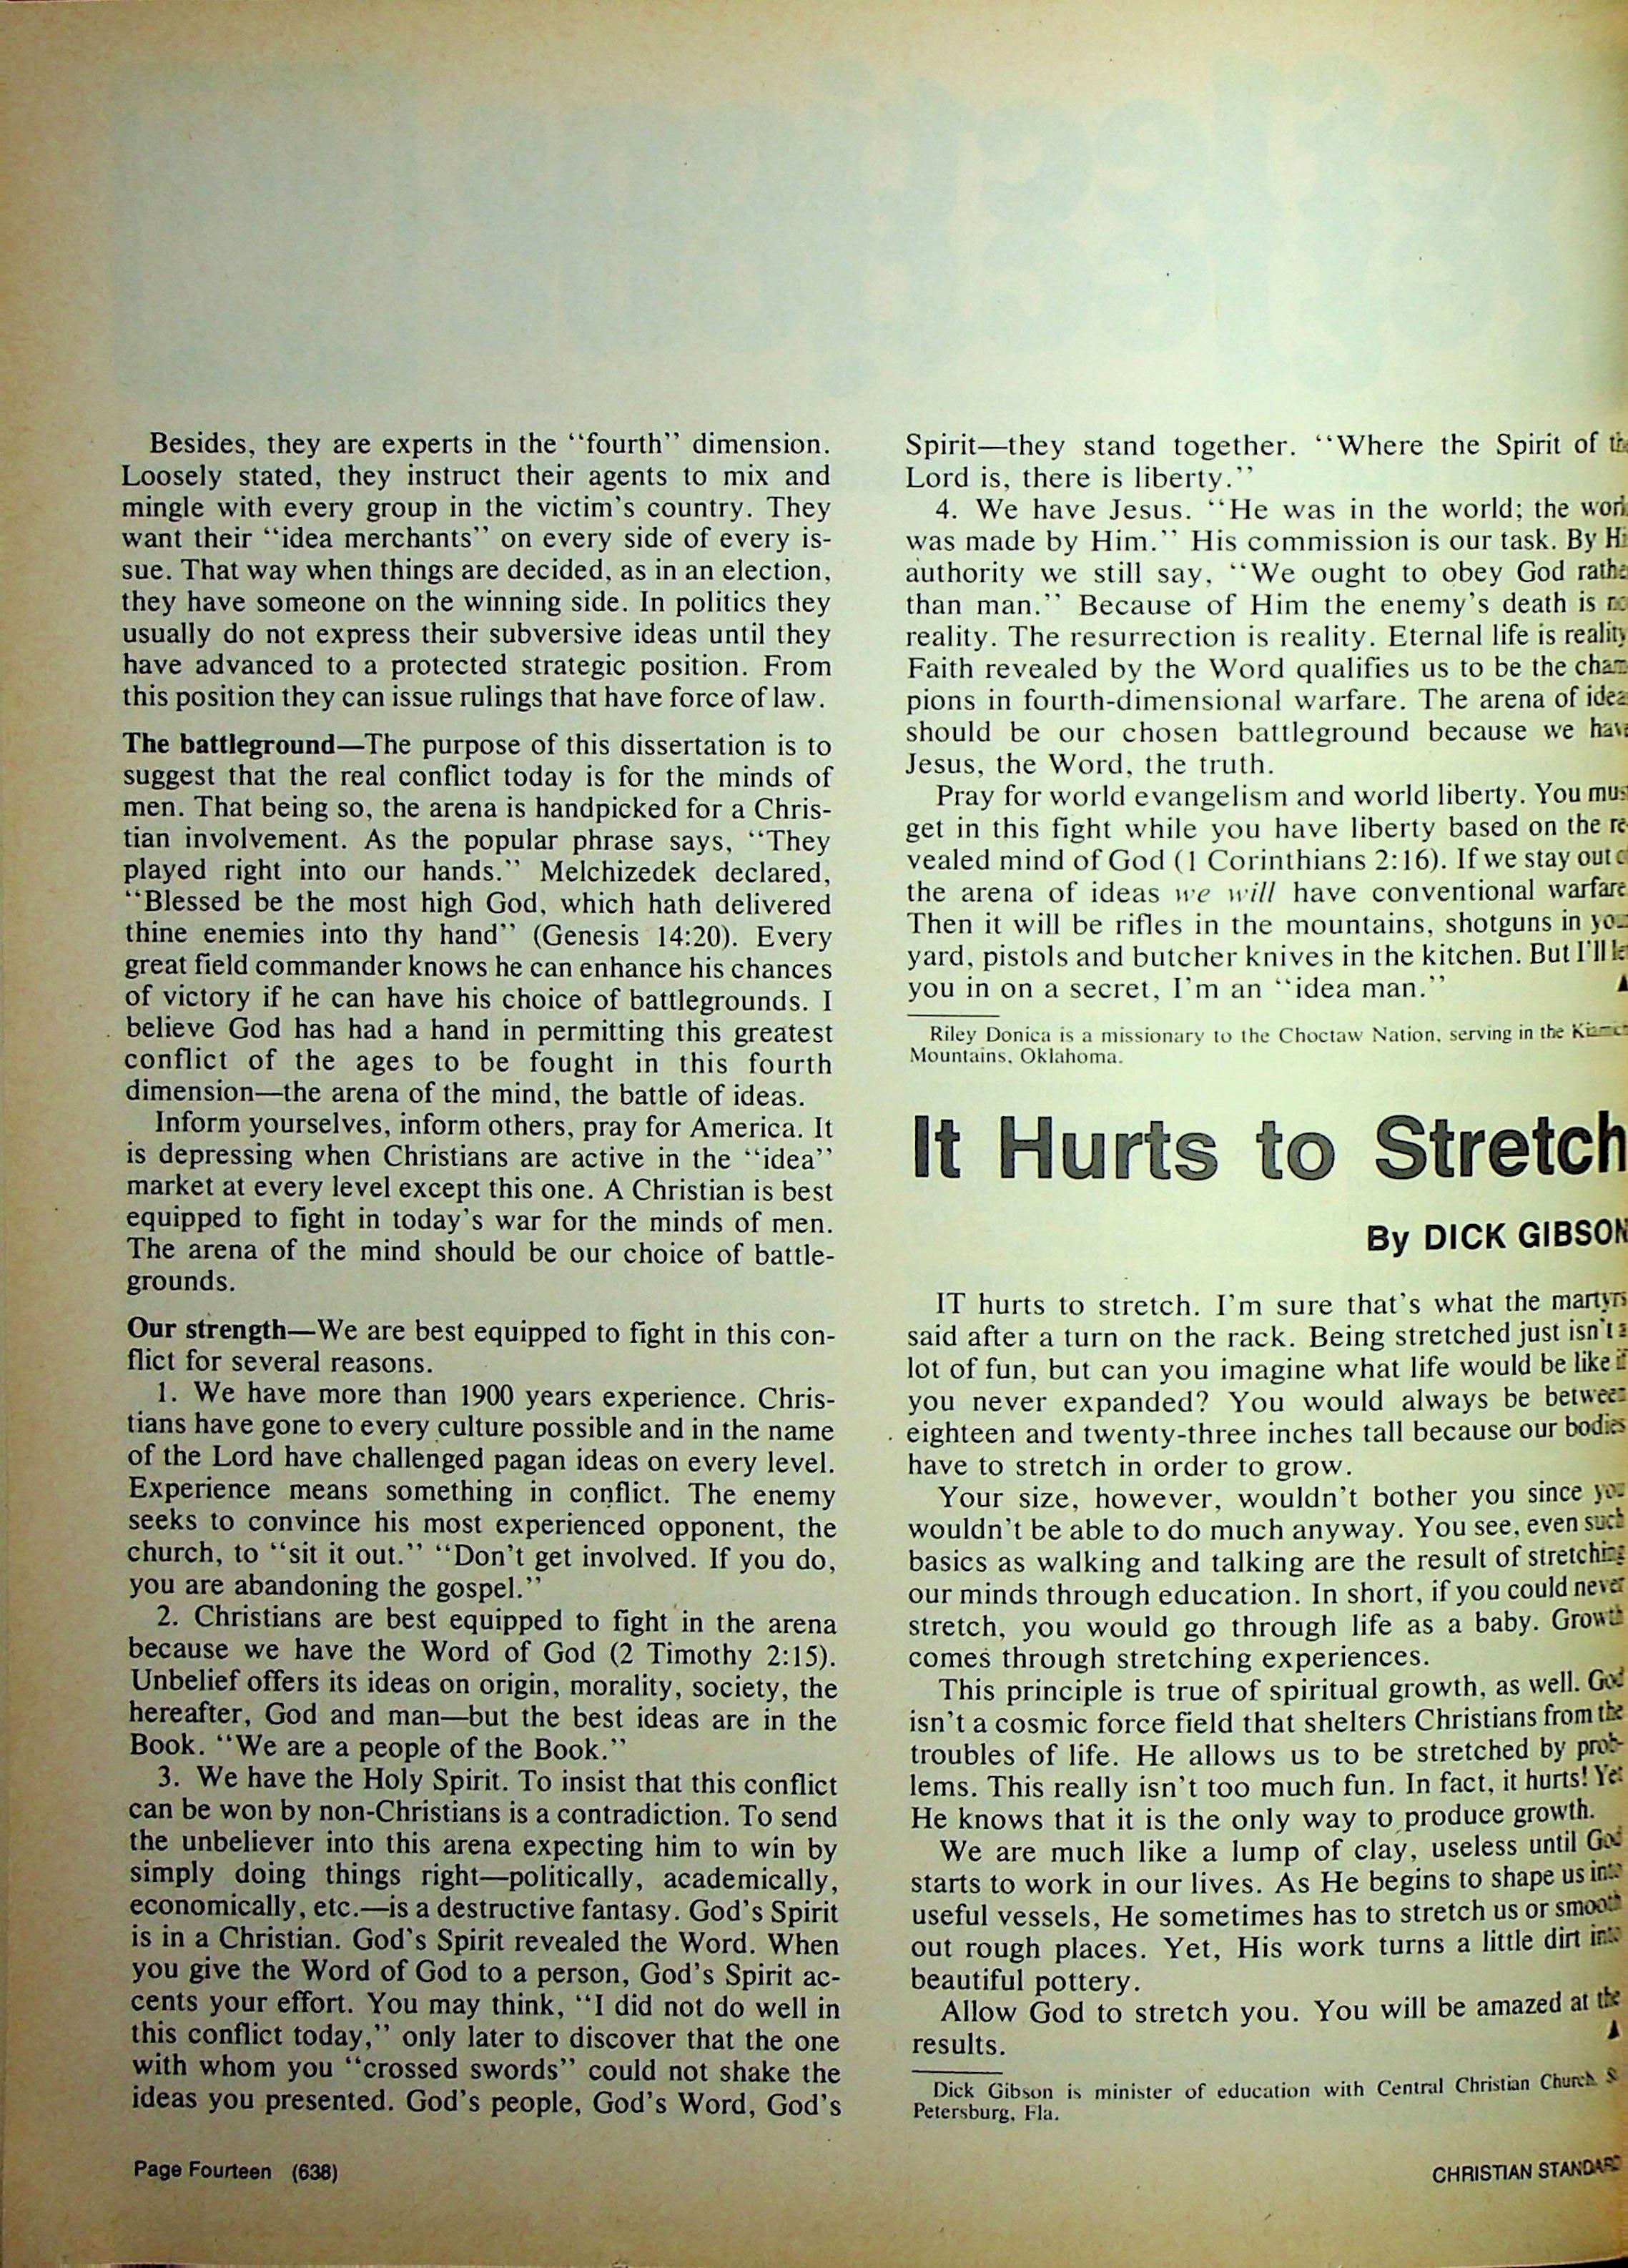 Besides, they are experts in the ‘‘fourth’’ dimension.
Loosely stated, they instruct their agents to mix and
mingle with every group in the victim's country. They
want their ‘‘idea merchants’’ on every side of every is-
sue. That way when things are decided, as in an election,
they have someone on the winning side. In politics they
usually do not express their subversive ideas until they
have advanced to a protected strategic position. From
this position they can issue rulings that have force of law.
The battleground—The purpose of this dissertation is to
suggest that the real conflict today is for the minds of
men. That being so, the arena is handpicked for a Chris-
tian involvement. As the popular phrase says, ‘‘They
played right into our hands.’’ Melchizedek declared,
‘‘Blessed be the most high God, which hath delivered
thine enemies into thy hand’’ (Genesis 14:20). Every
great field commander knows he can enhance his chances
of victory if he can have his choice of battlegrounds. I
believe God has had a hand in permitting this greatest
conflict of the ages to be fought in this fourth
dimension—the arena of the mind, the battle of ideas.
Inform yourselves, inform others, pray for America. It
is depressing when Christians are active in the ‘‘idea’’
market at every level except this one. A Christian is best
equipped to fight in today's war for the minds of men.
The arena of the mind should be our choice of battle-
grounds.
Our strength—We are best equipped to fight in this con-
flict for several reasons.
1. We have more than 1900 years experience. Chris-
tians have gone to every culture possible and in the name
of the Lord have challenged pagan ideas on every level.
Experience means something in conflict. The enemy
seeks to convince his most experienced opponent, the
church, to ‘‘sit it out.’’ ‘‘Don't get involved. If you do,
you are abandoning the gospel.’’
2. Christians are best equipped to fight in the arena
because we have the Word of God (2 Timothy 2:15).
Unbelief offers its ideas on origin, morality, society, the
hereafter, God and man—but the best ideas are in the
Book. ‘‘We are a people of the Book.’’
3. We have the Holy Spirit. To insist that this conflict
can be won by non-Christians is a contradiction. To send
the unbeliever into this arena expecting him to win by
simply doing things right—politically, academically,
economically, etc.—is a destructive fantasy. God's Spirit
is in a Christian. God's Spirit revealed the Word. When
you give the Word of God to a person, God's Spirit ac-
cents your effort. You may think, ‘‘I did not do well in
this conflict today,’’ only later to discover that the one
with whom you ‘‘crossed swords’’ could not shake the
ideas you presented. God's people, God's Word, God's
Spirit—they stand together. ‘‘Where the Spirit of the
Lord is, there is liberty.’’
4. We have Jesus. ‘‘He was in the world; the
was made by Him.’’ His commission is our task. By
authority we still say, ‘‘We ought to obey God
than man.’’ Because of Him the enemy's death is
reality. The resurrection is reality. Eternal life is reality
Faith revealed by the Word qualifies us to be the cham-
pions in fourth-dimensional warfare. The arena of
should be our chosen battleground because we
Jesus, the Word, the truth.
Pray for world evangelism and world liberty. You
get in this fight while you have liberty based on the re-
vealed mind of God (1 Corinthians 2:16). If we stay out
the arena of ideas we will have conventional warfare
Then it will be rifles in the mountains, shotguns in
yard, pistols and butcher knives in the kitchen. But I'll
you in on a secret, I'm an ‘‘idea man.’’
Riley Donica is a missionary to the Choctaw Nation, serving in the
Mountains, Oklahoma.
It Hurts to Stretch
By DICK GIBSON
IT hurts to stretch. I'm sure that's what the martyrs
said after a turn on the rack. Being stretched just isn't a
lot of fun, but can you imagine what life would be like if
you never expanded? You would always be between
eighteen and twenty-three inches tall because our bodies
have to stretch in order to grow.
Your size, however, wouldn't bother you since you
wouldn't be able to do much anyway. You see, even such
basics as walking and talking are the result of stretching
our minds through education. In short, if you could never
stretch, you would go through life as a baby. Growth
comes through stretching experiences.
This principle is true of spiritual growth, as well. God
isn't a cosmic force field that shelters Christians from the
troubles of life. He allows us to be stretched by prob-
lems. This really isn't too much fun. In fact, it hurts! Yet
He knows that it is the only way to produce growth.
We are much like a lump of clay, useless until God
starts to work in our lives. As He begins to shape us into
useful vessels, He sometimes has to stretch us or smooth
out rough places. Yet, His work turns a little dirt into
beautiful pottery.
Allow God to stretch you. You will be amazed at the
results.
Dick Gibson is minister of education with Central Christian Church,
Petersburg, Fla.
Page Fourteen (638)
CHRISTIAN STANDARD